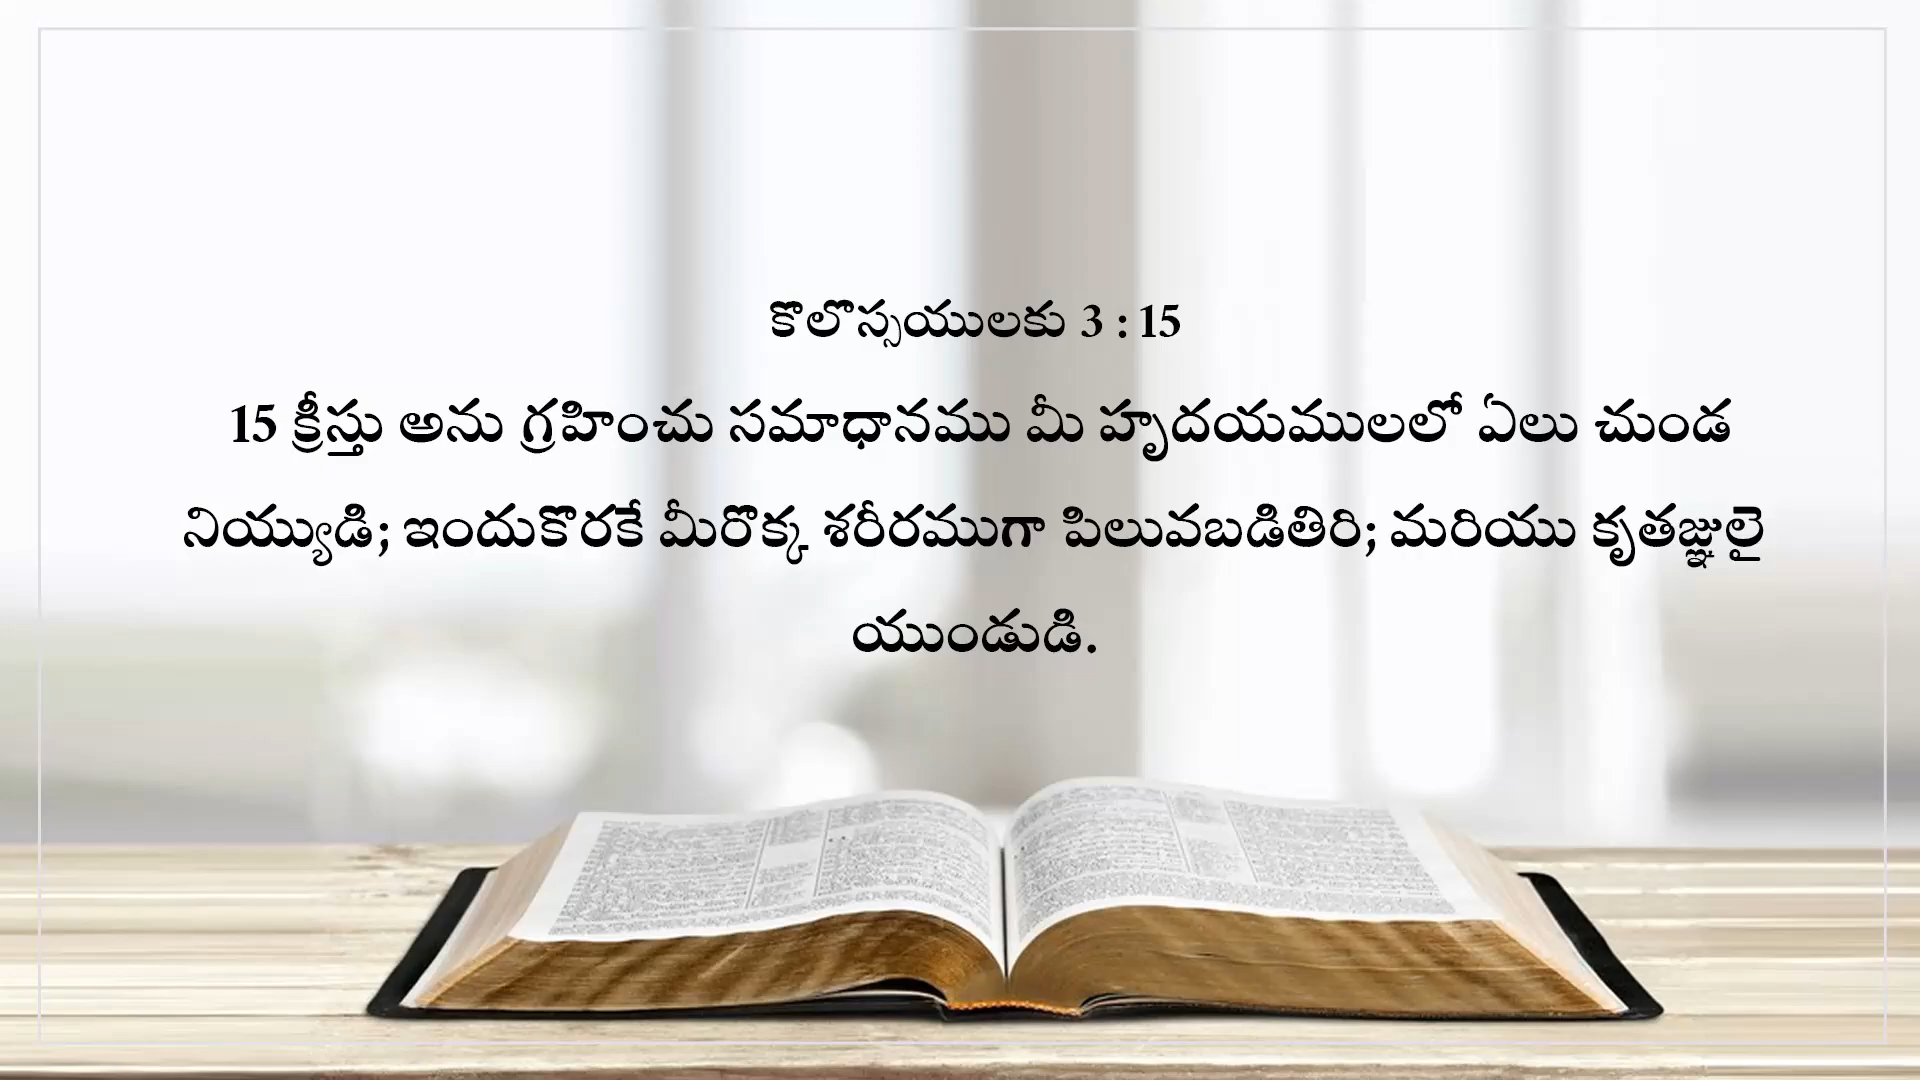 కొలొస్సయులకు 3 : 15
15 క్రీస్తు అను గ్రహించు సమాధానము మీ హృదయములలో ఏలు చుండ
నియ్యుడి; ఇందుకొరకే మీరొక్క శరీరముగా పిలువబడితిరి; మరియు కృతజ్ఞులై
యుండుడి.